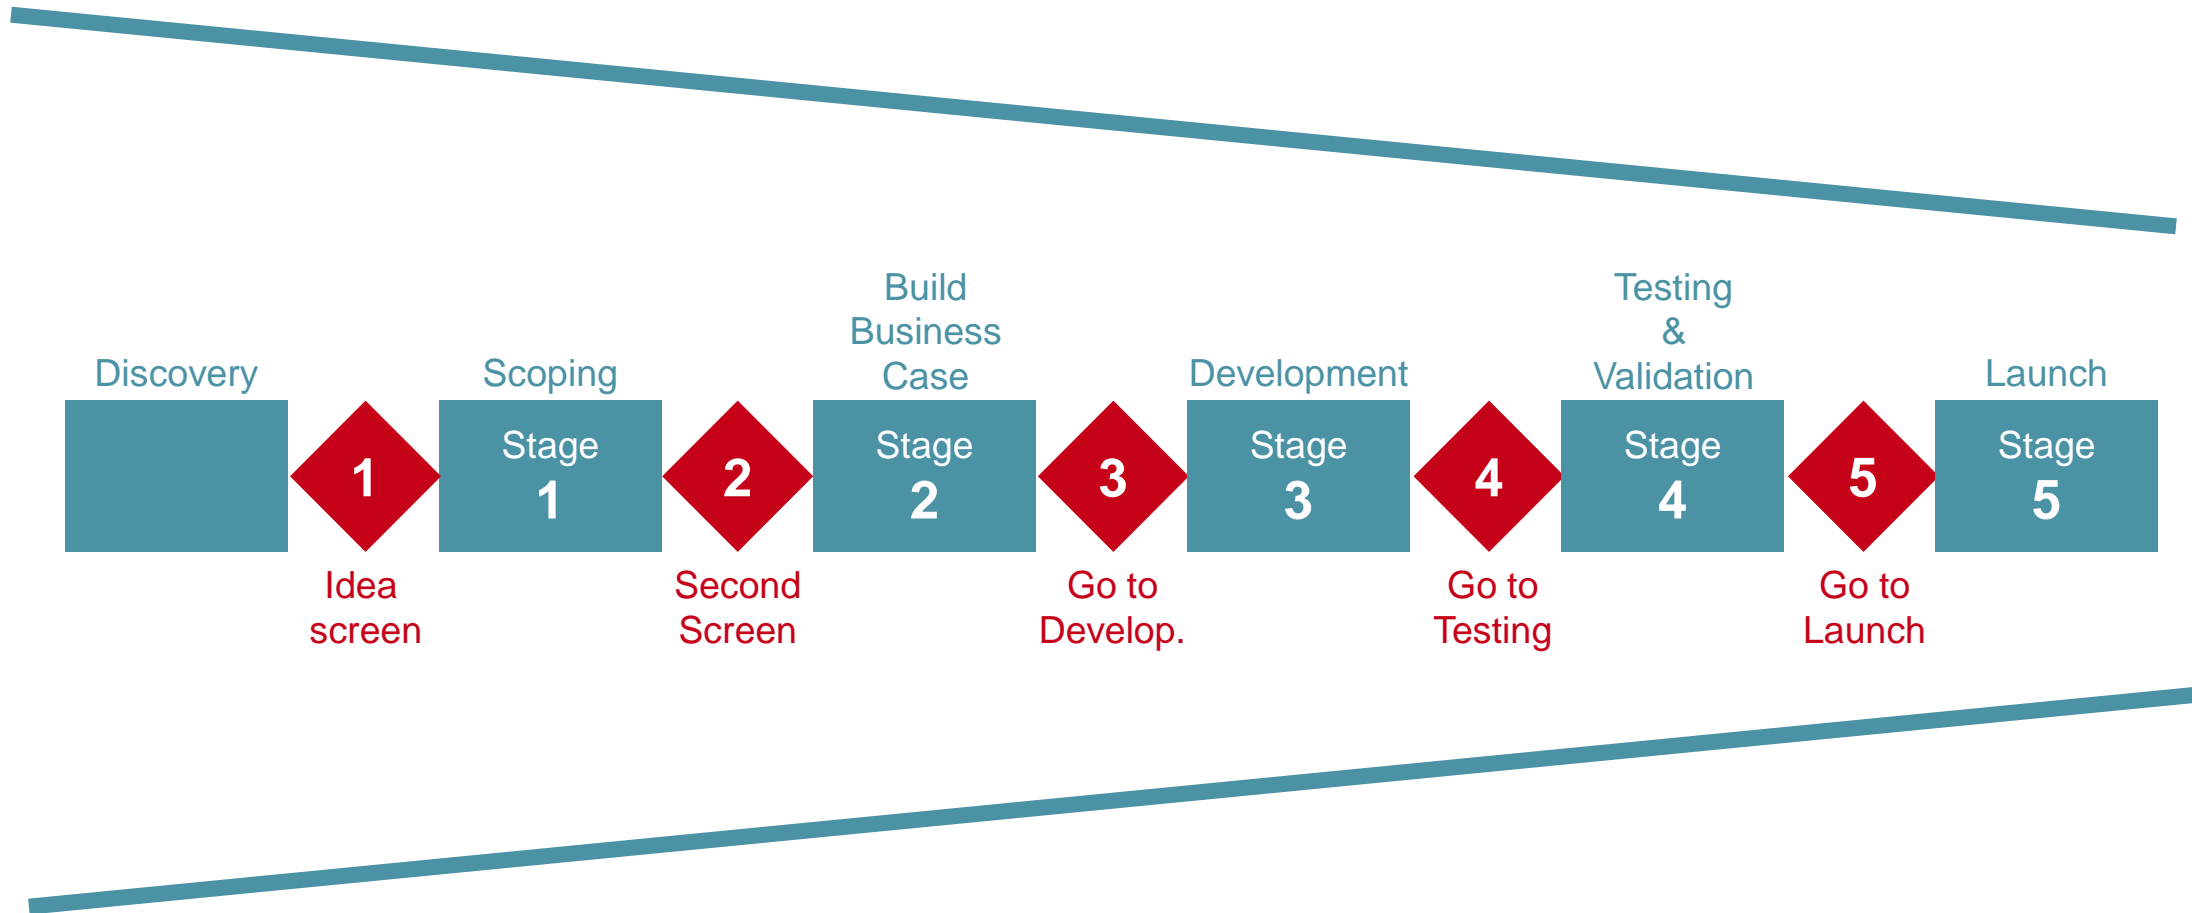 Discovery
Scoping
Build
Business
Case
Development
Testing
&
Validation
Launch
1
Stage
1
2
Stage
2
3
Stage
3
4
Stage
4
5
Stage
5
Idea
screen
Second
Screen
Go to
Develop.
Go to
Testing
Go to
Launch